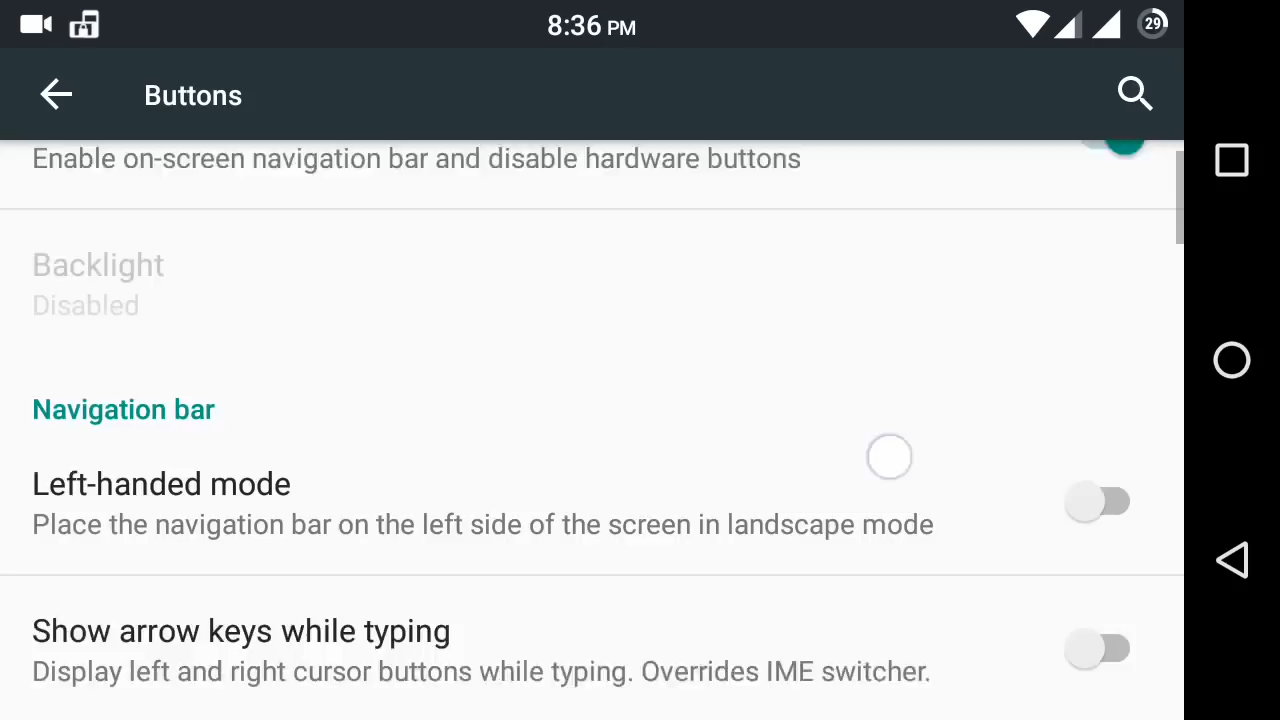 8:36 PM
29
Buttons
Enable on-screen navigation bar and disable hardware buttons
Backlight
Disabled
Navigation bar
Left-handed mode
Place the navigation bar on the left side of the screen in landscape mode
Show arrow keys while typing
Display left and right cursor buttons while typing. Overrides IME switcher.